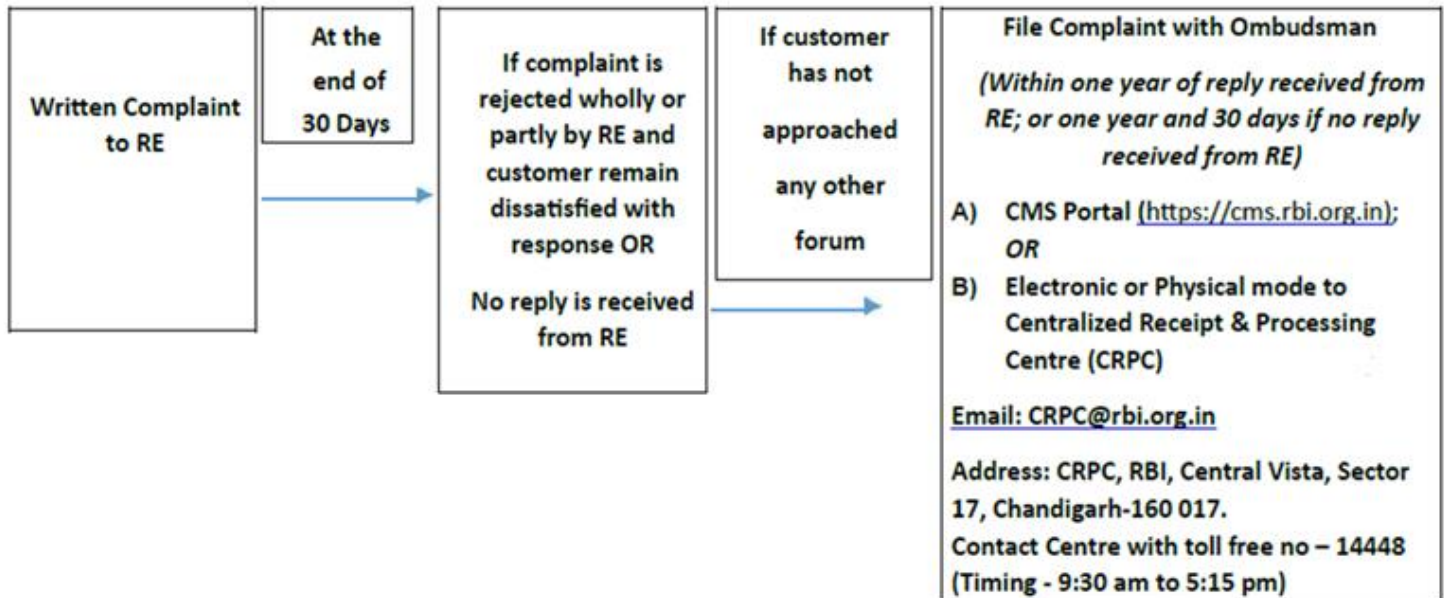 Written Complaint
to RE
At the
end of
30 Days
If complaint is
rejected wholly or
partly by RE and
customer remain
dissatisfied with
response OR
No reply is received
from RE
If customer
has not
approached
any other
forum
File Complaint with Ombudsman
(Within one year of reply received from
RE; or one year and 30 days if no reply
received from RE)
A) CMS Portal (https://cms.rbi.org.in);
OR
B) Electronic or Physical mode to
Centralized Receipt & Processing
Centre (CRPC)
Email: CRPC@rbi.org.in
Address: CRPC, RBI, Central Vista, Sector
17, Chandigarh-160 017.
Contact Centre with toll free no – 14448
(Timing - 9:30 am to 5:15 pm)